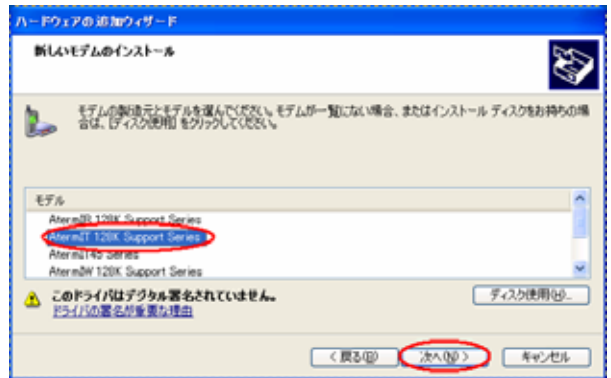 ハードウェアの追加ウィザード
新しいモデムのインストール
モデムの製造元とモデルを選んでください。モデムが一覧にない場合、またはインストール ディスクをお持ちの場
合は、[ディスク使用] をクリックしてください。
モデル
AtermIR 128K Support Series
AtermIT 128K Support Series
AtermIT45 Series
AtermIW 128K Support Series
このドライバはデジタル署名されていません。
ドライバの署名が重要な理由
ディスク使用(H)...
< 戻る(B)
次へ(N) >
キャンセル